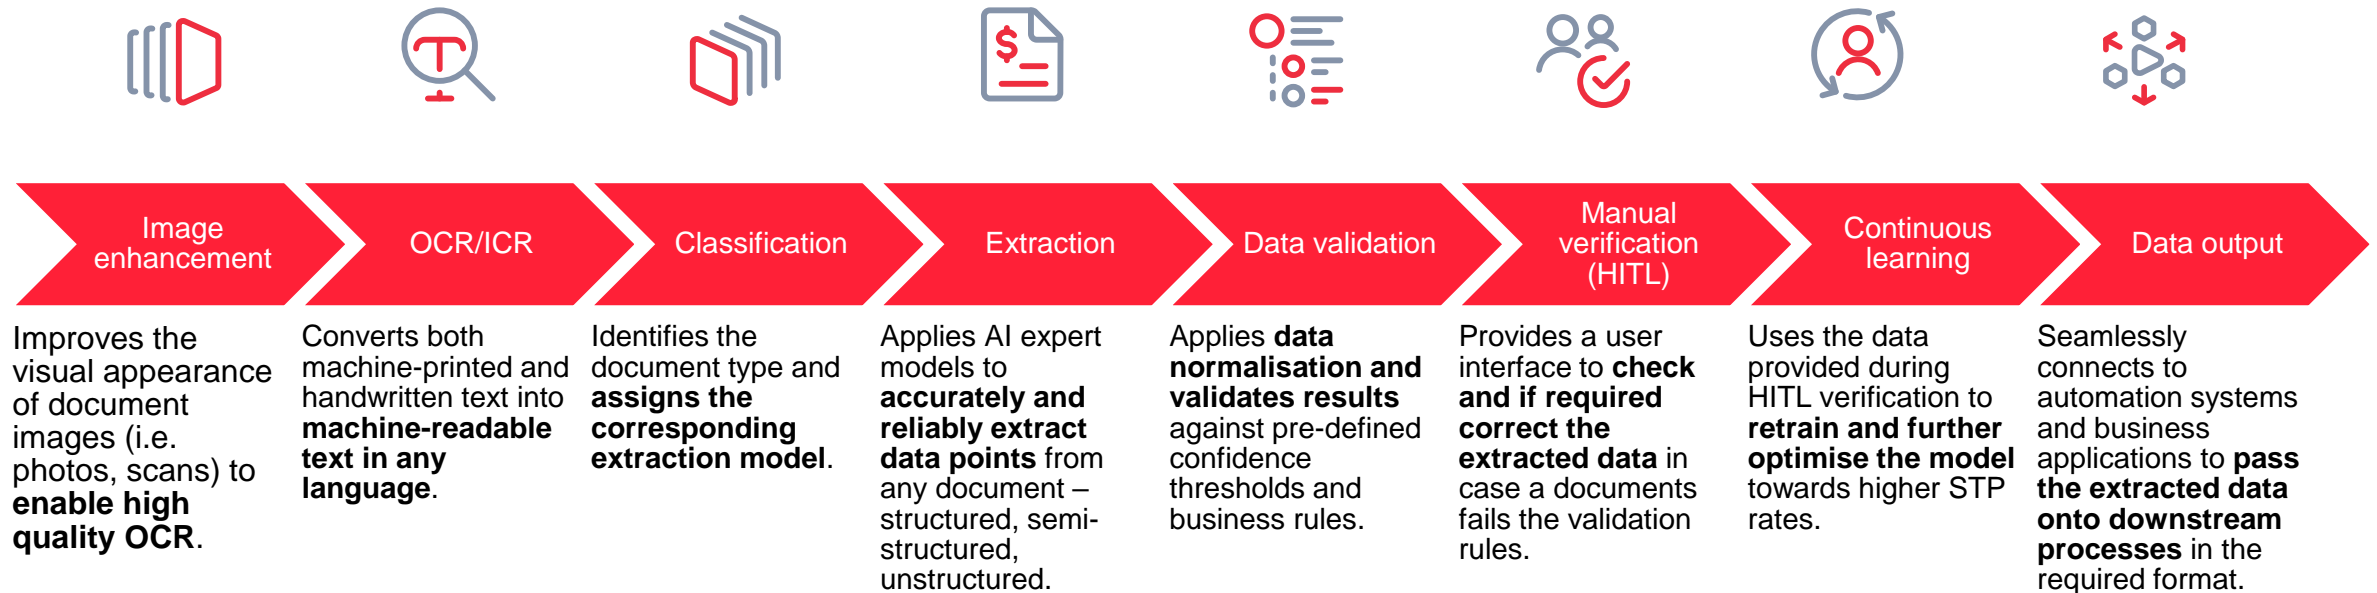 Image
enhancement
OCR/ICR
Classification
Extraction
Data validation
Manual
verification
(HITL)
Continuous
learning
Data output
Improves the
visual appearance
of document
images (i.e.
photos, scans) to
enable high
quality OCR.
Converts both
machine-printed and
handwritten text into
machine-readable
text in any
language.
Identifies the
document type and
assigns the
corresponding
extraction model.
Applies AI expert
models to
accurately and
reliably extract
data points from
any document –
structured, semi-
structured,
unstructured.
Applies data
normalisation and
validates results
against pre-defined
confidence
thresholds and
business rules.
Provides a user
interface to check
and if required
correct the
extracted data in
case a documents
fails the validation
rules.
Uses the data
provided during
HITL verification to
retrain and further
optimise the model
towards higher STP
rates.
Seamlessly
connects to
automation systems
and business
applications to pass
the extracted data
onto downstream
processes in the
required format.